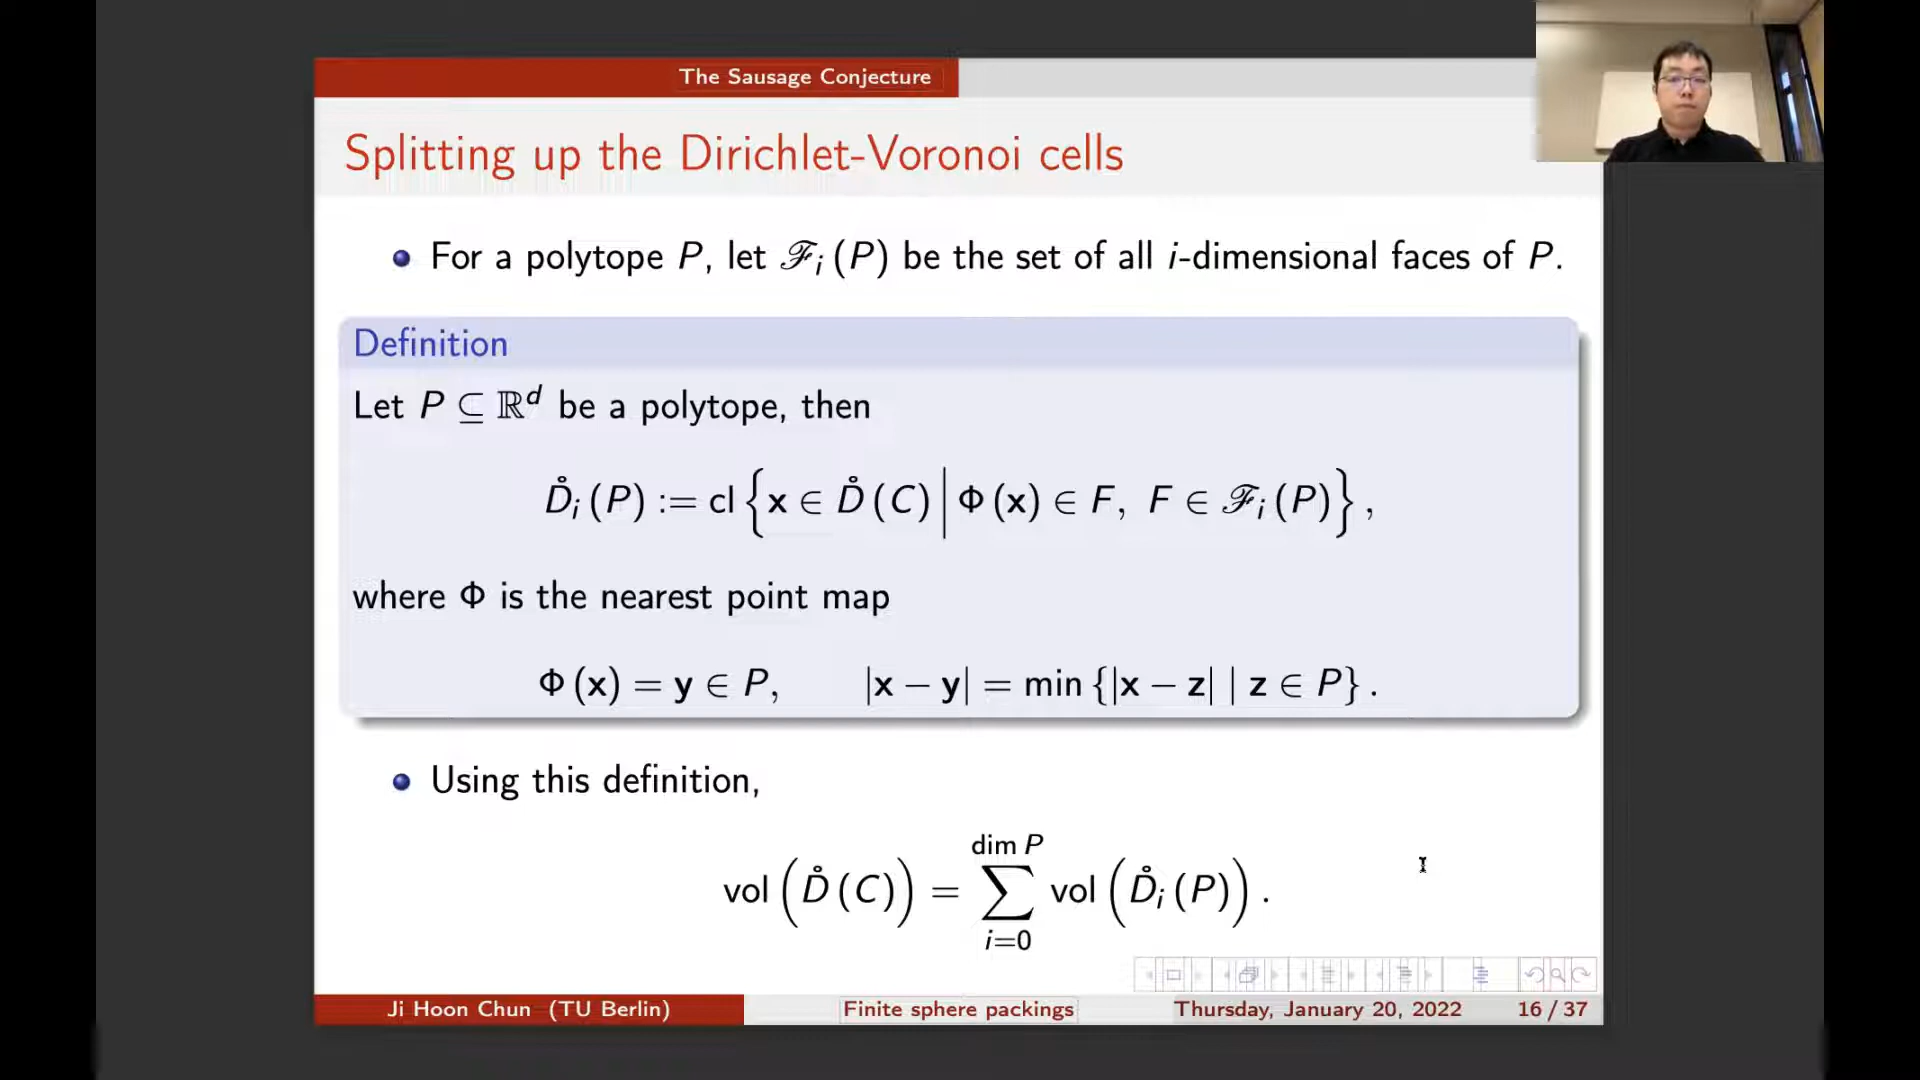 The Sausage Conjecture
Splitting up the Dirichlet-Voronoi cells
For a polytope P, let ℱᵢ (P) be the set of all i-dimensional faces of P.
Definition
Let P ⊆ ℝᵈ be a polytope, then
D̊ᵢ (P) := cl { x ∈ D̊ (C) | Φ (x) ∈ F, F ∈ ℱᵢ (P) } ,
where Φ is the nearest point map
Φ (x) = y ∈ P, |x − y| = min {|x − z| | z ∈ P} .
Using this definition,
vol ( D̊ (C) ) = ∑_{i=0}^{dim P} vol ( D̊ᵢ (P) ) .
Ji Hoon Chun (TU Berlin) Finite sphere packings Thursday, January 20, 2022 16 / 37